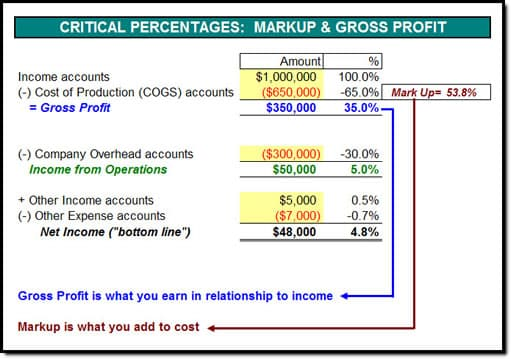 CRITICAL PERCENTAGES: MARKUP & GROSS PROFIT
Amount %
Income accounts $1,000,000 100.0%
(-) Cost of Production (COGS) accounts ($650,000) -65.0% Mark Up= 53.8%
= Gross Profit $350,000 35.0%
(-) Company Overhead accounts ($300,000) -30.0%
Income from Operations $50,000 5.0%
+ Other Income accounts $5,000 0.5%
(-) Other Expense accounts ($7,000) -0.7%
Net Income ("bottom line") $48,000 4.8%
Gross Profit is what you earn in relationship to income
Markup is what you add to cost